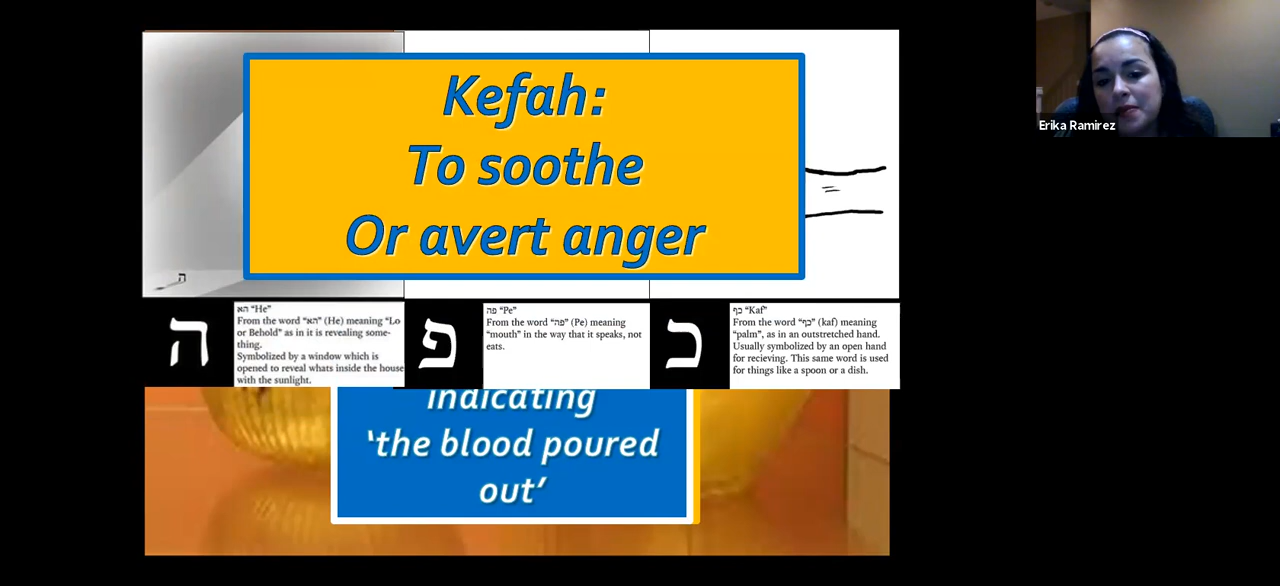 Kefah:
To soothe
Or avert anger
Erika Ramirez
ה
ה
הא “He”
From the word “הא” (He) meaning “Lo
or Behold” as in it is revealing some-
thing.
Symbolized by a window which is
opened to reveal whats inside the house
with the sunlight.
פ
פה “Pe”
From the word “פה” (Pe) meaning
“mouth” in the way that it speaks, not
eats.
כ
כף “Kaf”
From the word “כף” (kaf) meaning
“palm”, as in an outstretched hand.
Usually symbolized by an open hand
for recieving. This same word is used
for things like a spoon or a dish.
indicating
‘the blood poured
out’